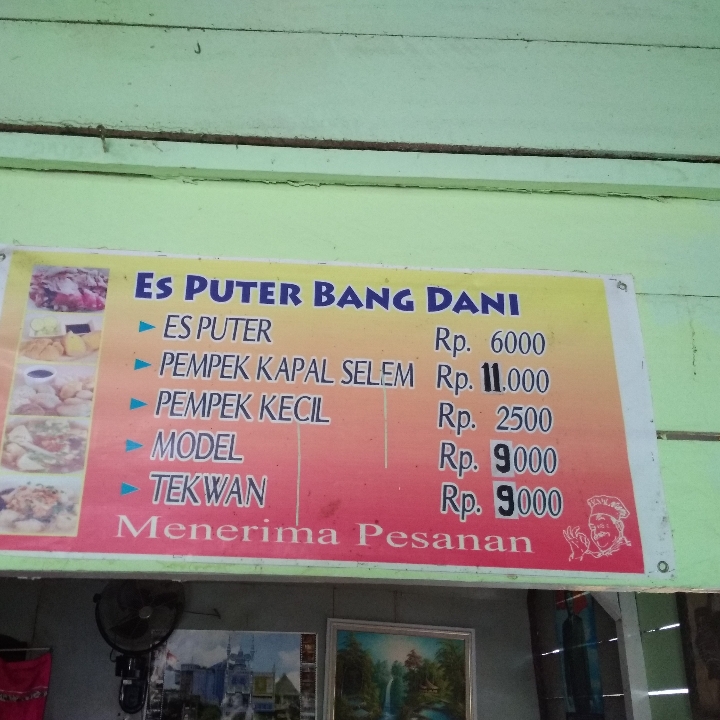 ES PUTER BANG DANI
ES PUTER Rp. 6000
PEMPEK KAPAL SELEM Rp. 11.000
PEMPEK KECIL Rp. 2500
MODEL Rp. 9000
TEKWAN Rp. 9000
Menerima Pesanan